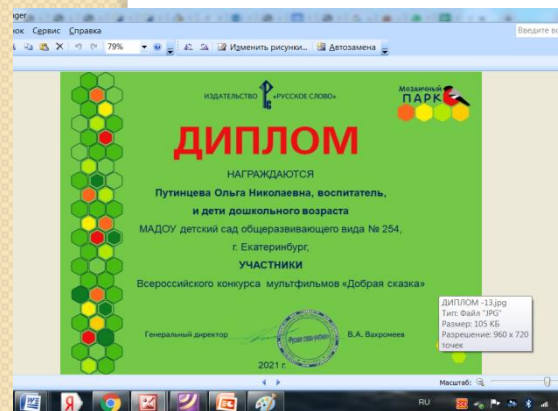 ager
нок Сервис Справка
Введите во
79%
Изменить рисунки...
Автозамена
ИЗДАТЕЛЬСТВО «РУССКОЕ СЛОВО»
МОЗАИЧНЫЙ
ПАРК
ДИПЛОМ
НАГРАЖДАЮТСЯ
Путинцева Ольга Николаевна, воспитатель,
и дети дошкольного возраста
МАДОУ детский сад общеразвивающего вида № 254,
г. Екатеринбург,
УЧАСТНИКИ
Всероссийского конкурса мультфильмов «Добрая сказка»
ДИПЛОМ -13.jpg
Тип: Файл "JPG"
Размер: 105 КБ
Разрешение: 960 x 720
точек
Генеральный директор
В.А. Вахромеев
2021 г.
Масштаб:
RU